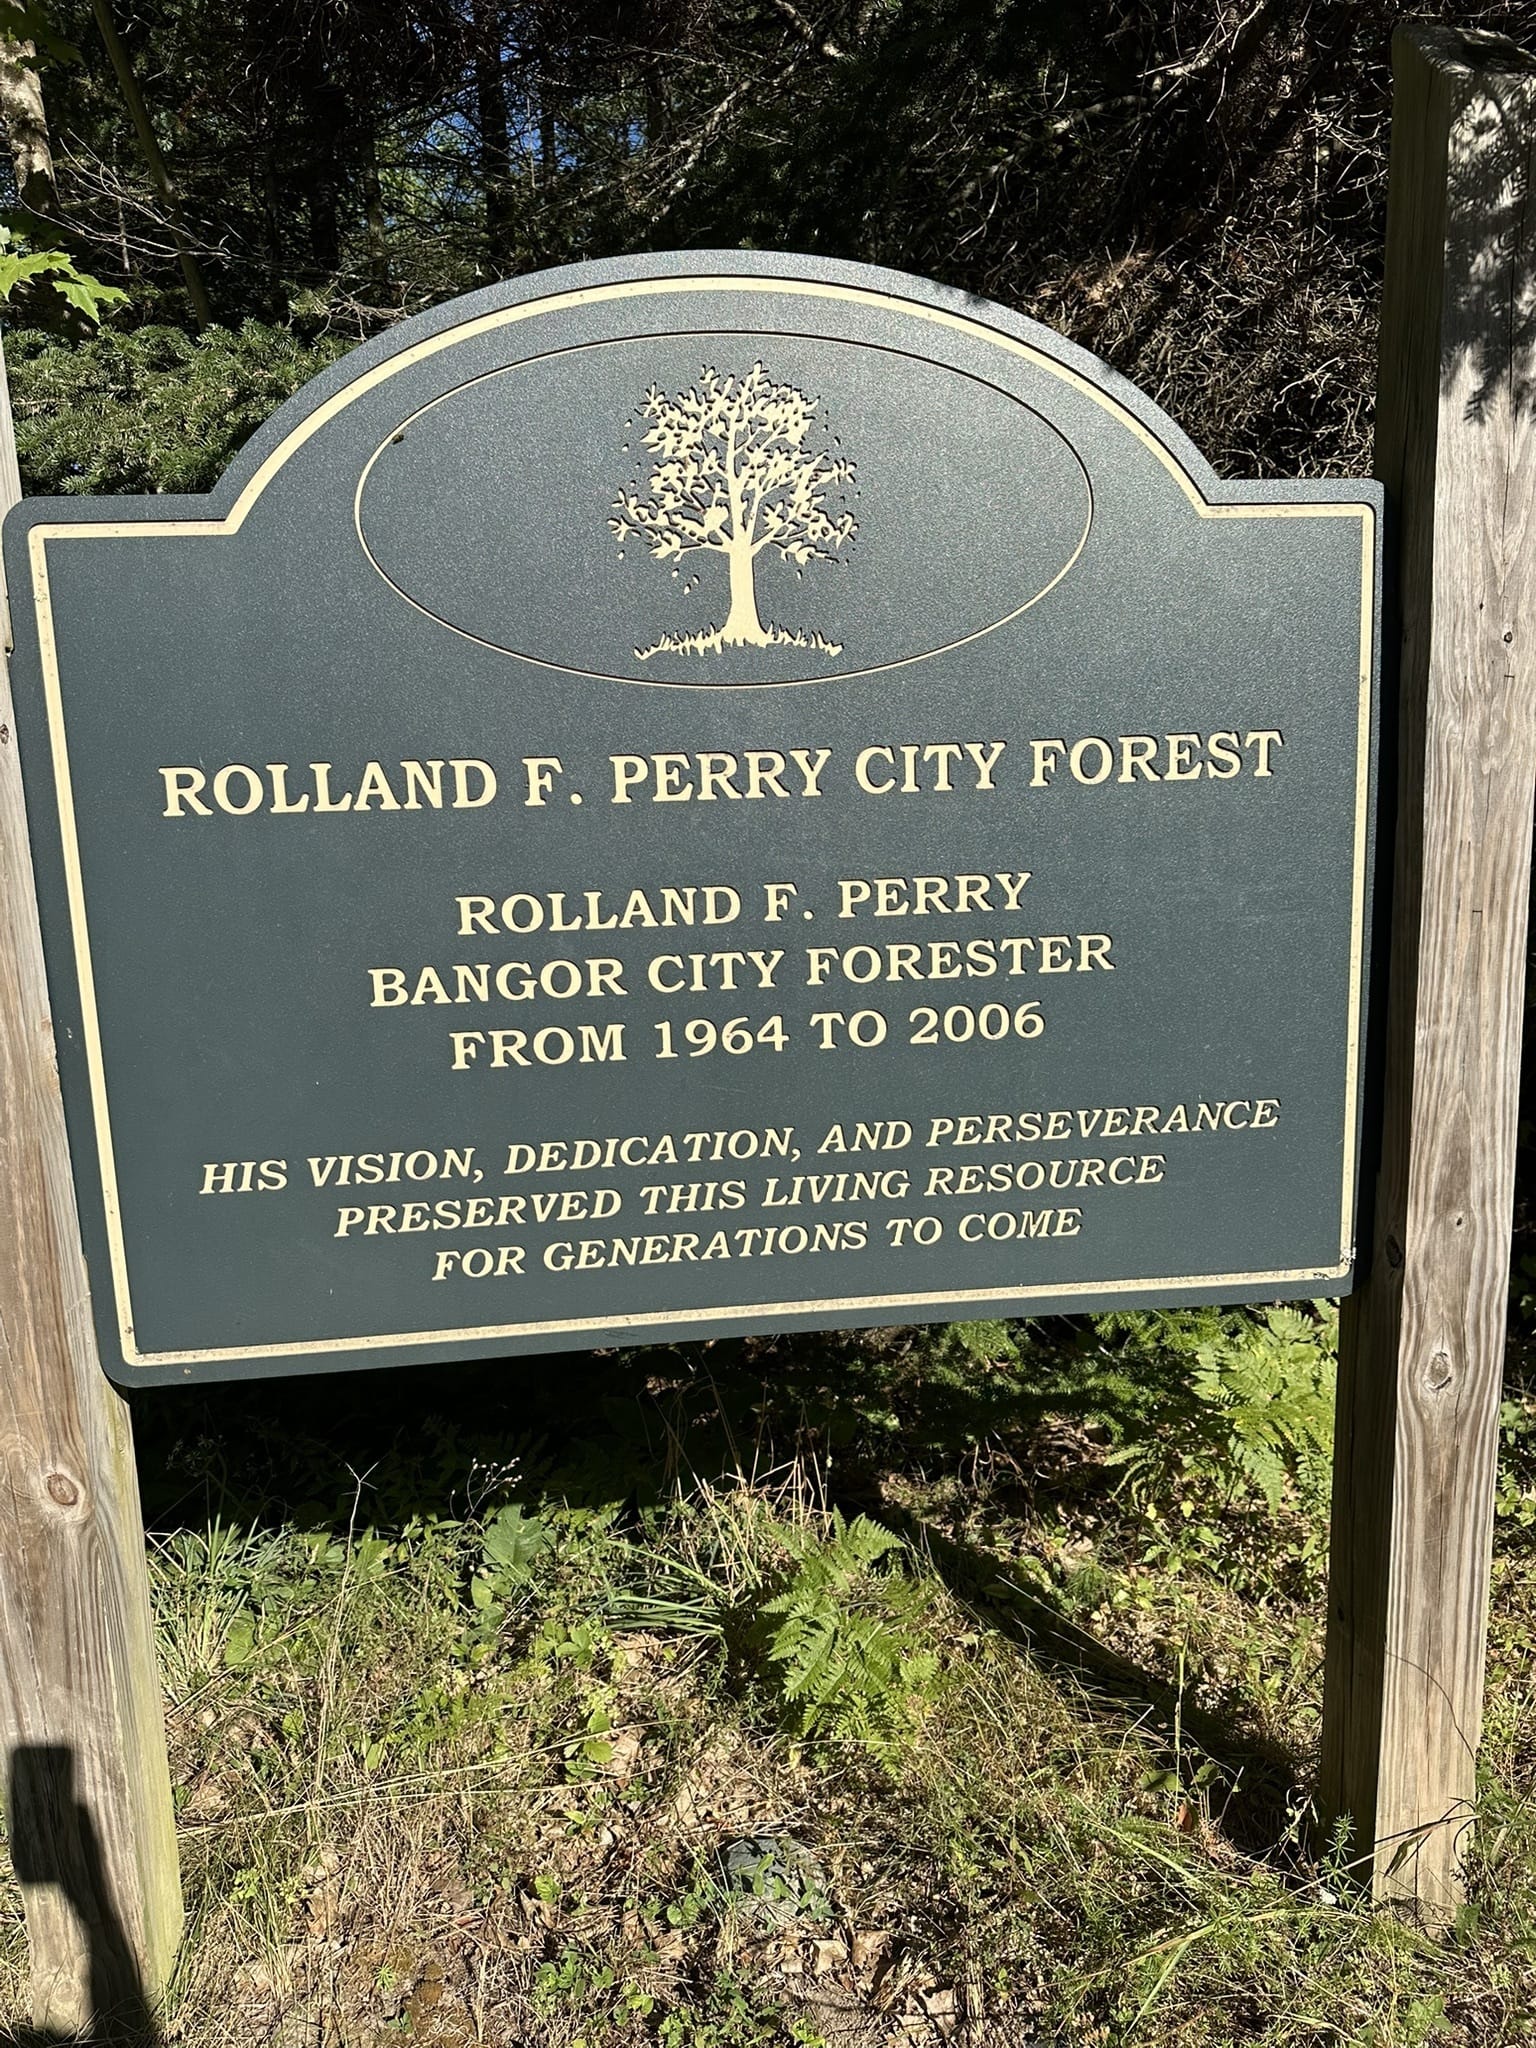 ROLLAND F. PERRY CITY FOREST
ROLLAND F. PERRY
BANGOR CITY FORESTER
FROM 1964 TO 2006
HIS VISION, DEDICATION, AND PERSEVERANCE
PRESERVED THIS LIVING RESOURCE
FOR GENERATIONS TO COME